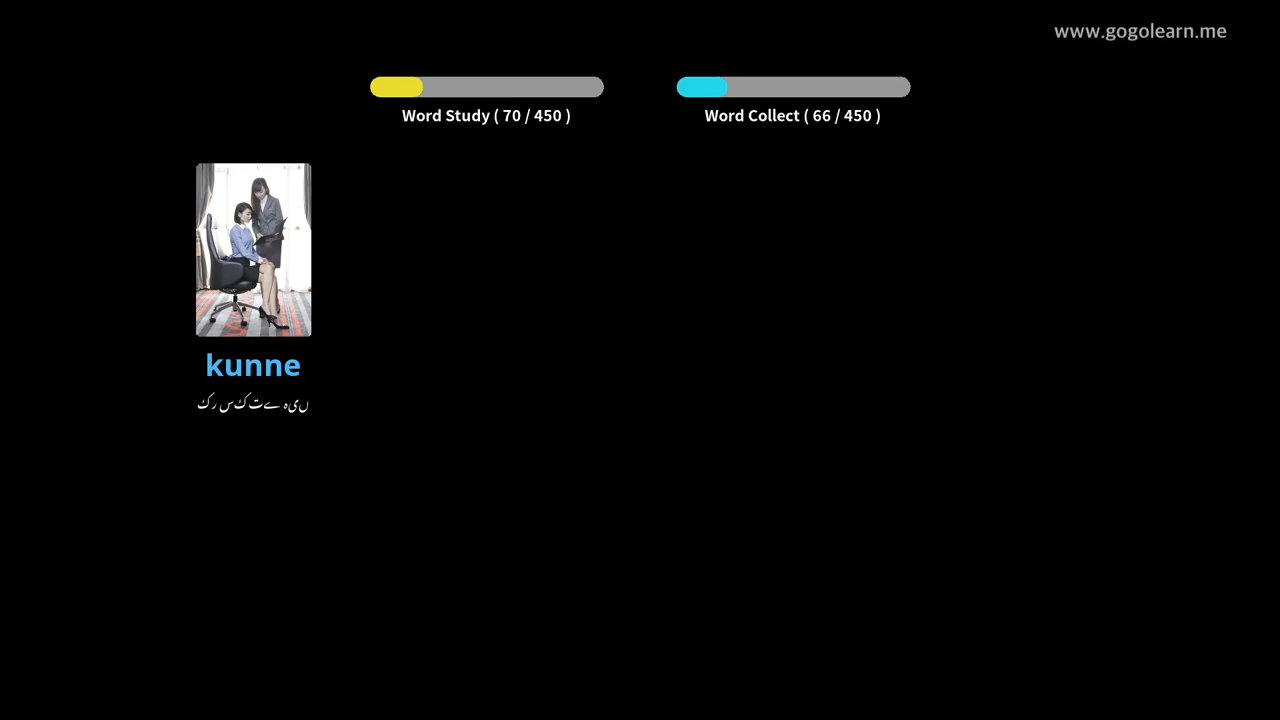 www.gogolearn.me
Word Study ( 70 / 450 )
Word Collect ( 66 / 450 )
kunne
کر سکتے ہیں